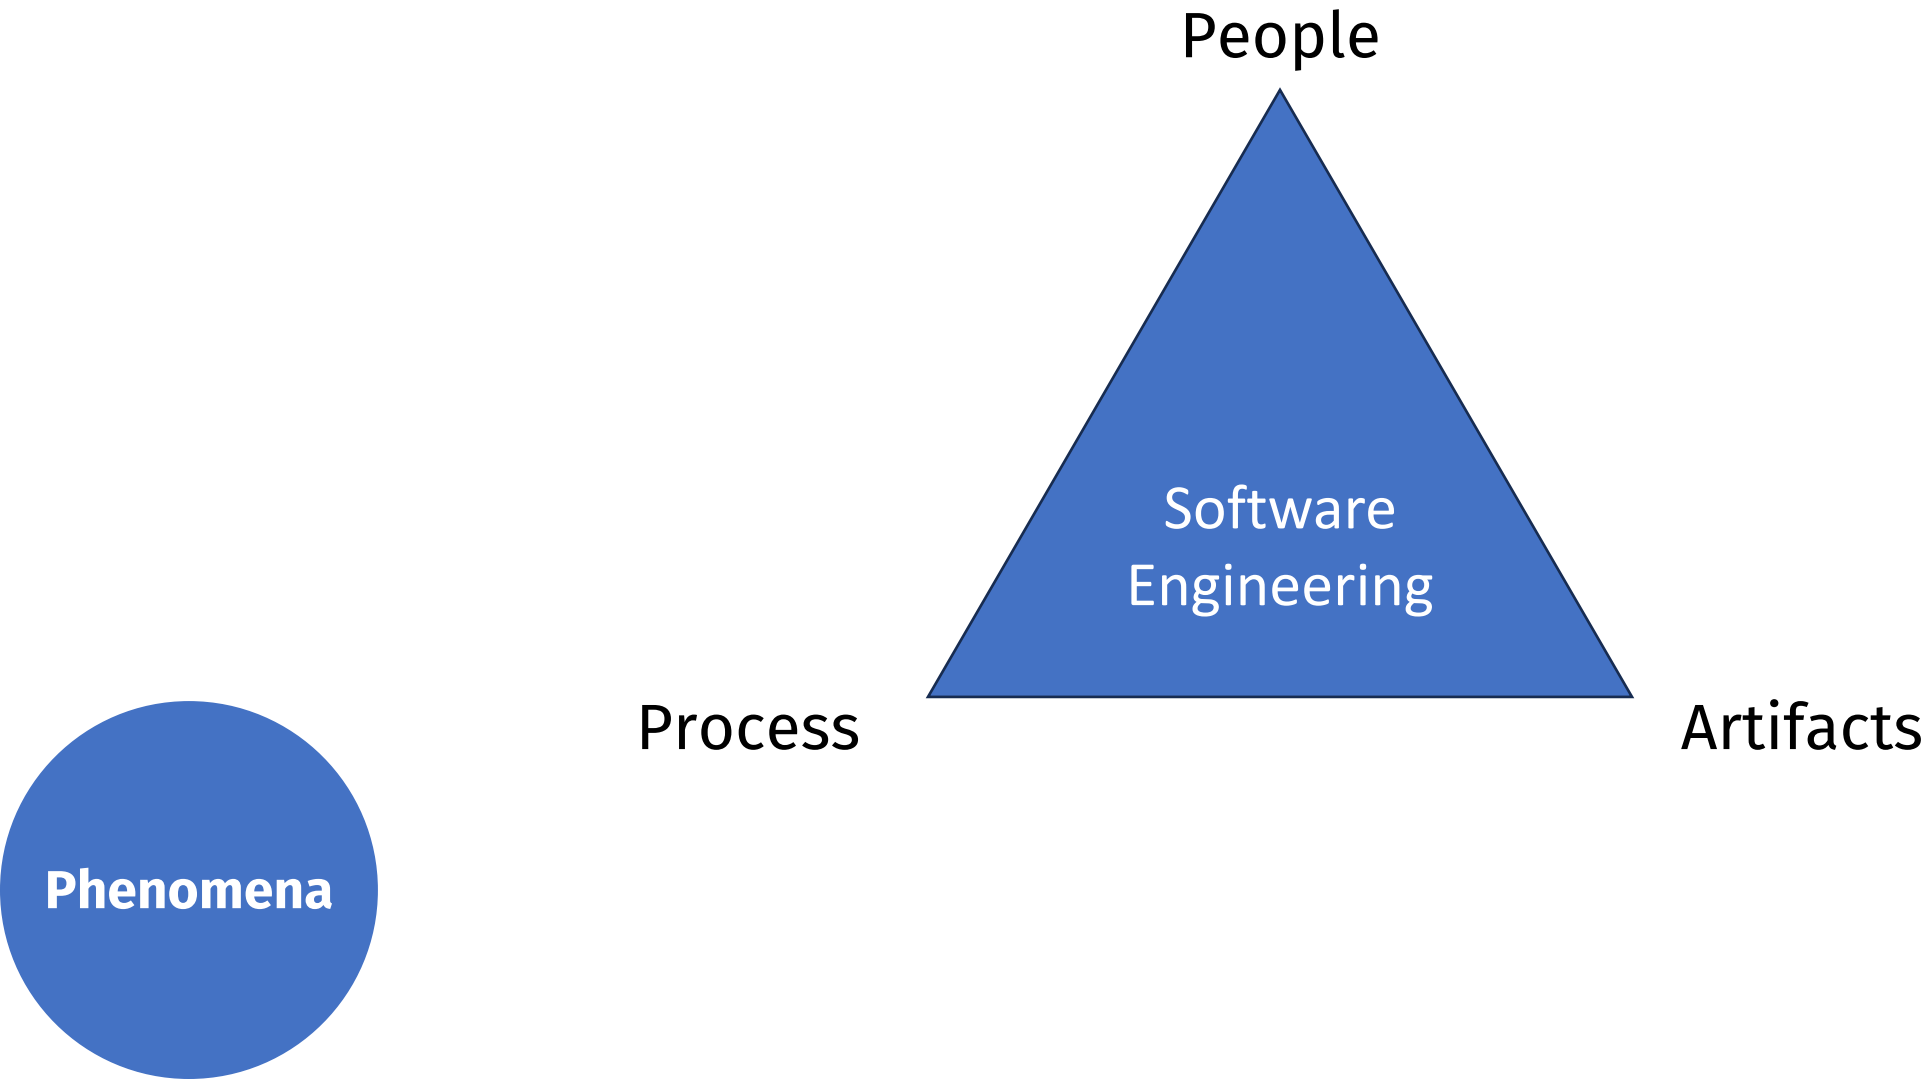 People
Software
Engineering
Process
Artifacts
Phenomena